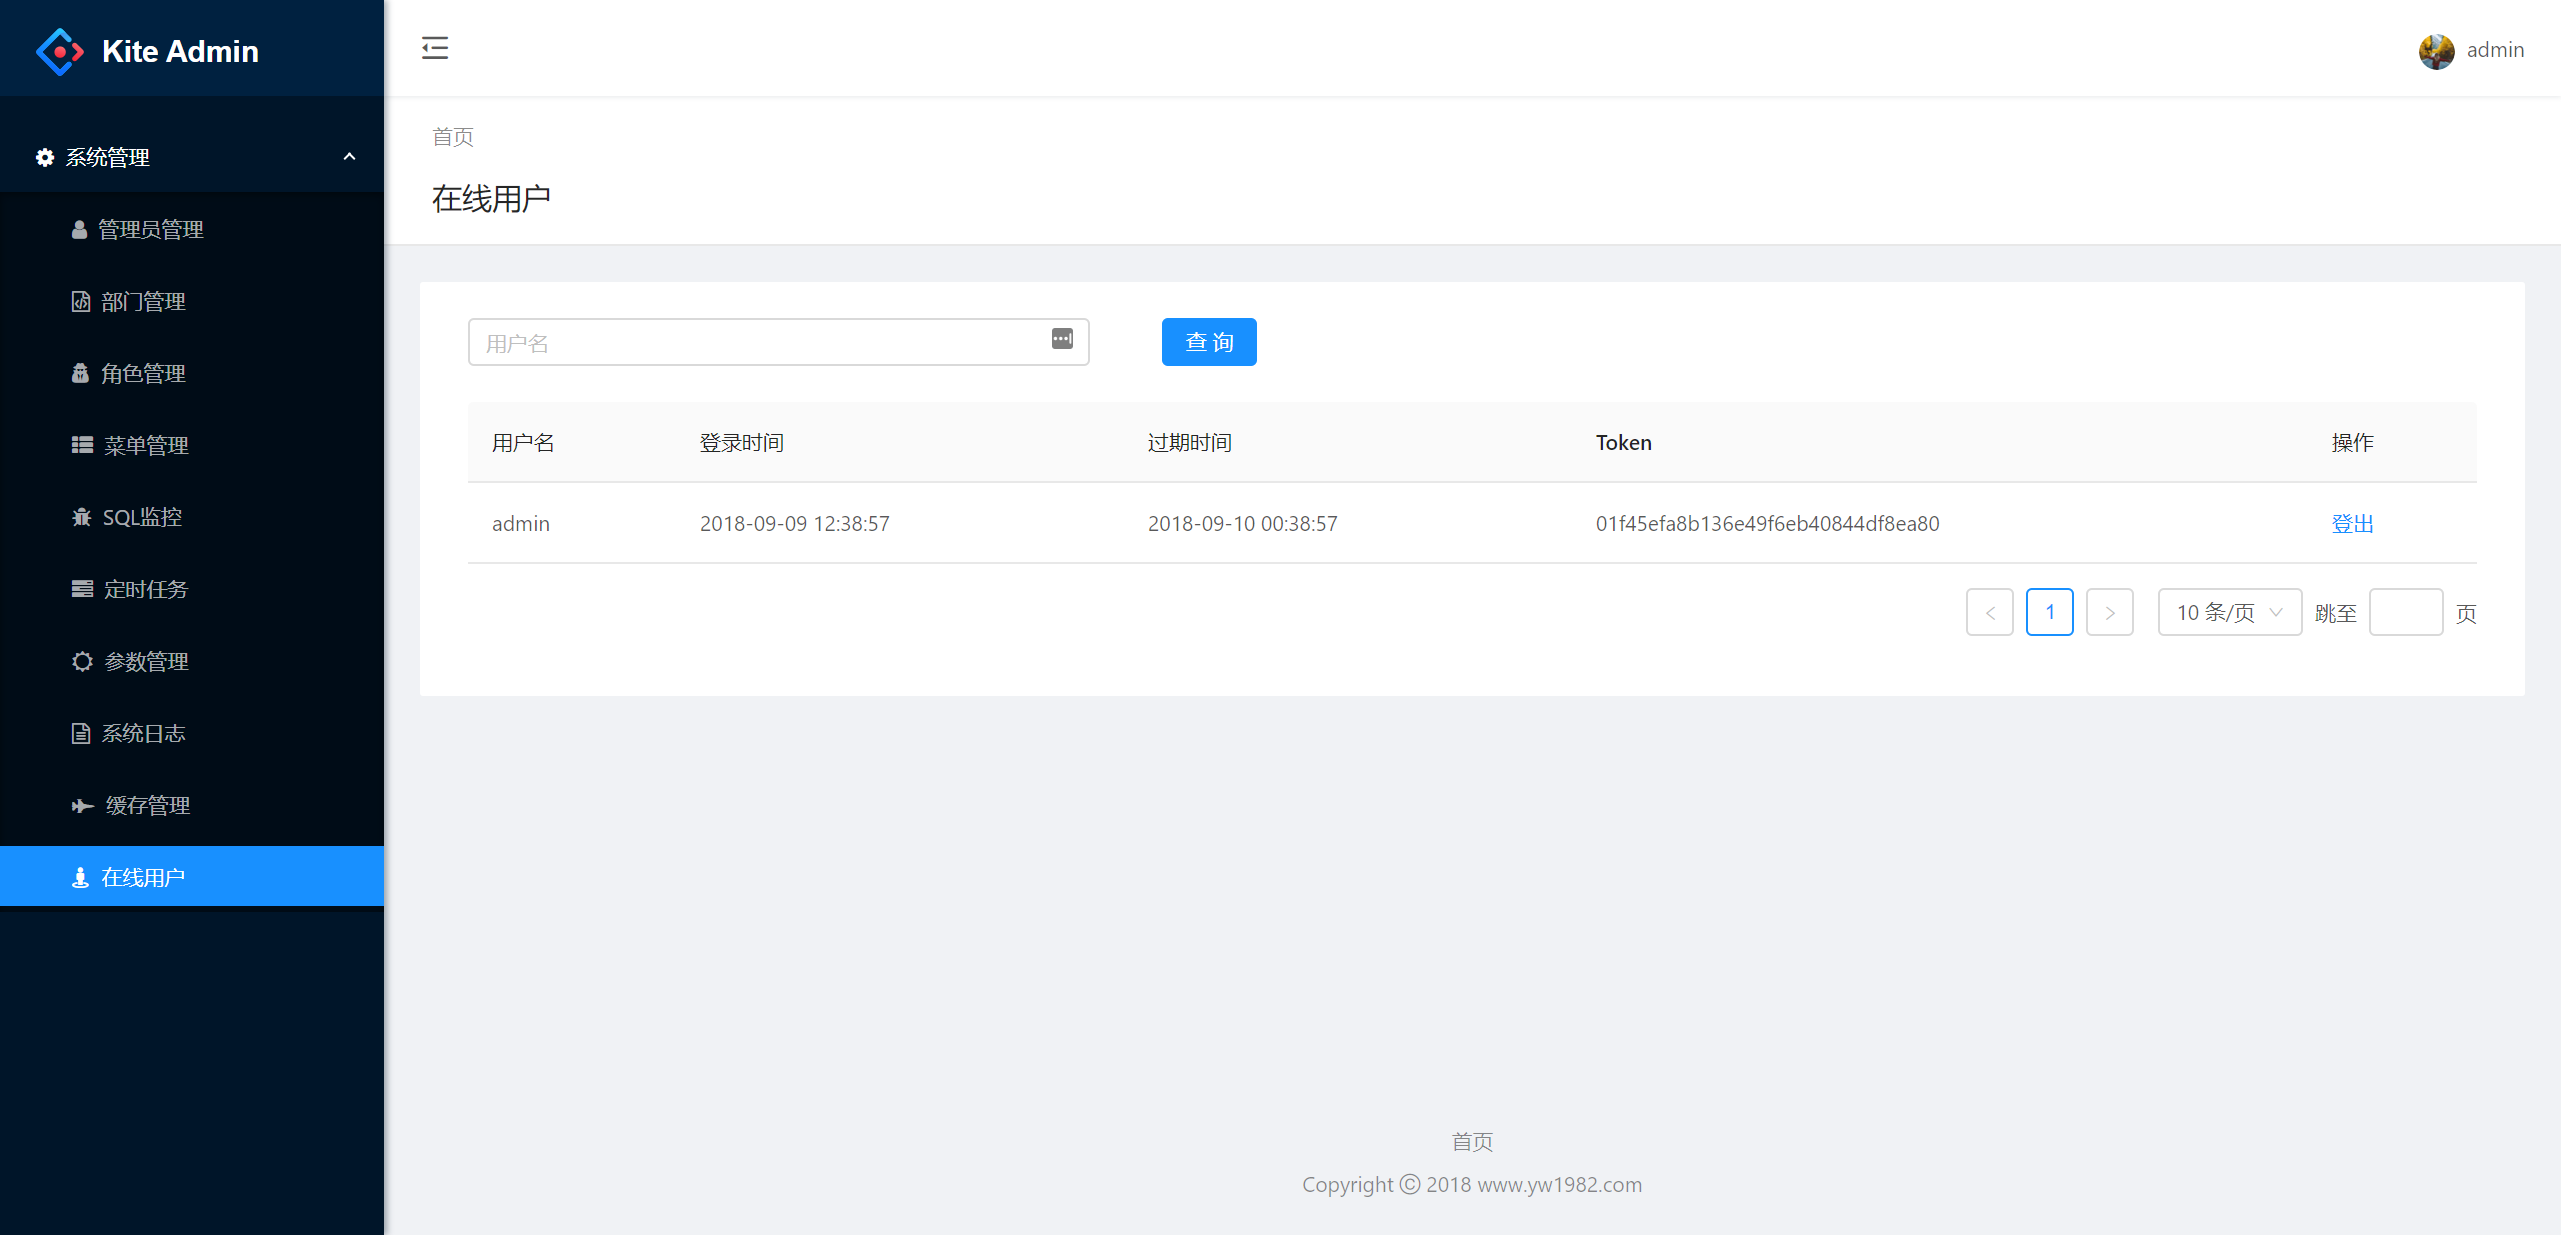 Kite Admin
admin
系统管理
管理员管理
部门管理
角色管理
菜单管理
SQL监控
定时任务
参数管理
系统日志
缓存管理
在线用户
首页
在线用户
用户名
查 询
用户名 登录时间 过期时间 Token 操作
admin 2018-09-09 12:38:57 2018-09-10 00:38:57 01f45efa8b136e49f6eb40844df8ea80 登出
< 1 > 10 条/页 跳至 页
首页
Copyright © 2018 www.yw1982.com